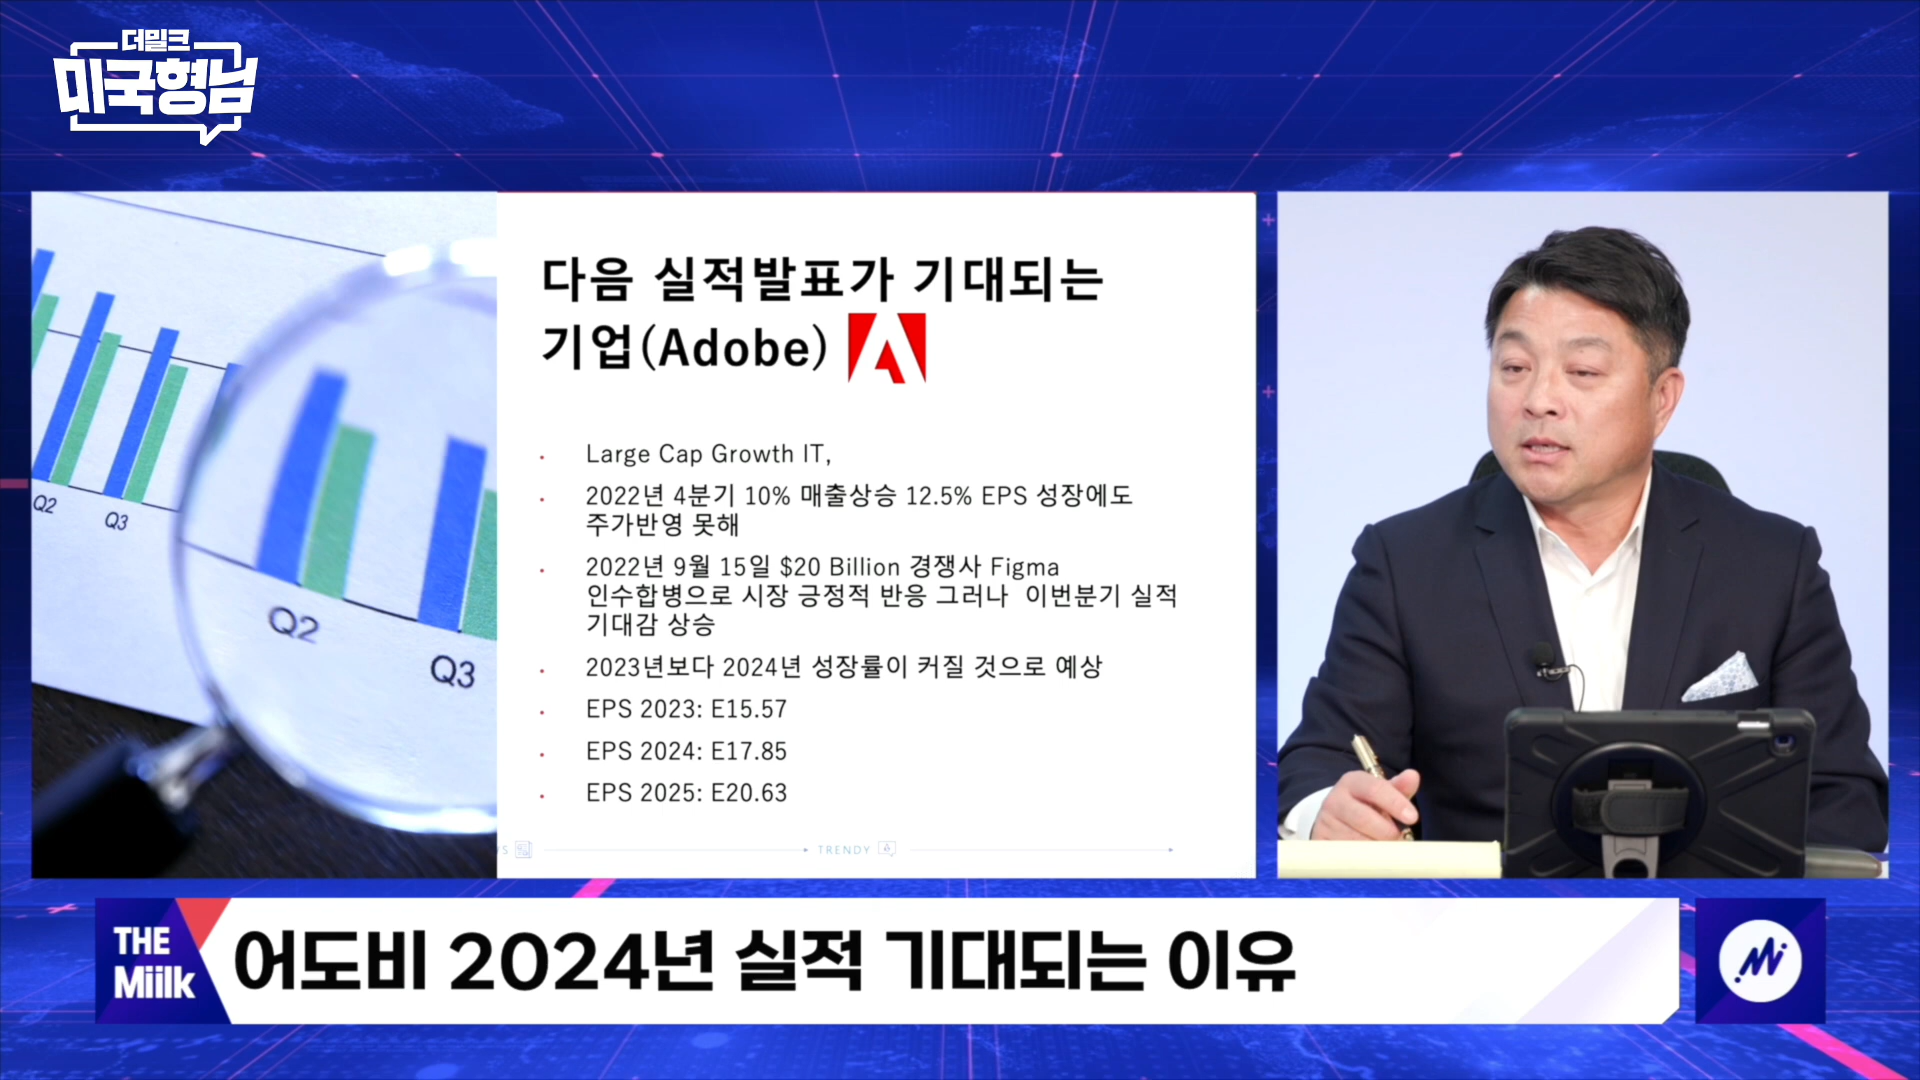 더밀크
미국형님
다음 실적발표가 기대되는
기업(Adobe)
Large Cap Growth IT,
2022년 4분기 10% 매출상승 12.5% EPS 성장에도
주가반영 못해
2022년 9월 15일 $20 Billion 경쟁사 Figma
인수합병으로 시장 긍정적 반응 그러나 이번분기 실적
기대감 상승
2023년보다 2024년 성장률이 커질 것으로 예상
EPS 2023: E15.57
EPS 2024: E17.85
EPS 2025: E20.63
TRENDY
Q2
Q3
Q2
Q3
THE
Miilk
어도비 2024년 실적 기대되는 이유